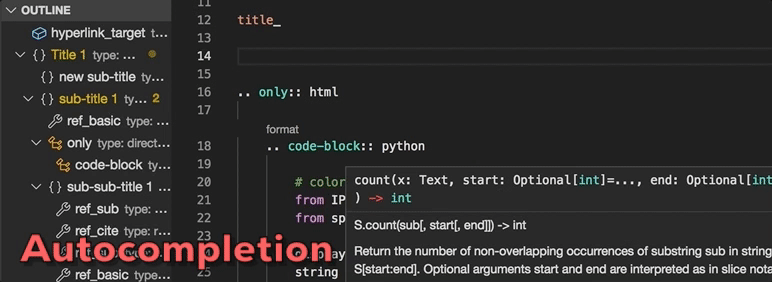 OUTLINE
hyperlink_target t...
{} Title 1 type: ...
{} new sub-title ty...
{} sub-title 1 ty... 2
ref_basic type: ...
only type: direct...
code-block ty...
{} sub-sub-title 1
ref_sub type: ...
ref_cite type: r...
ref_basic type: ...
Autocompletion
11
12 title_
13
14
15
16 .. only:: html
17
format
18 .. code-block:: python
19
20 # color
21 from IP
22 from sp
23
25 string
count(x: Text, start: Optional[int]=..., end: Optional[int
) -> int
S.count(sub[, start[, end]]) -> int
Return the number of non-overlapping occurrences of substring sub in string
S[start:end]. Optional arguments start and end are interpreted as in slice nota